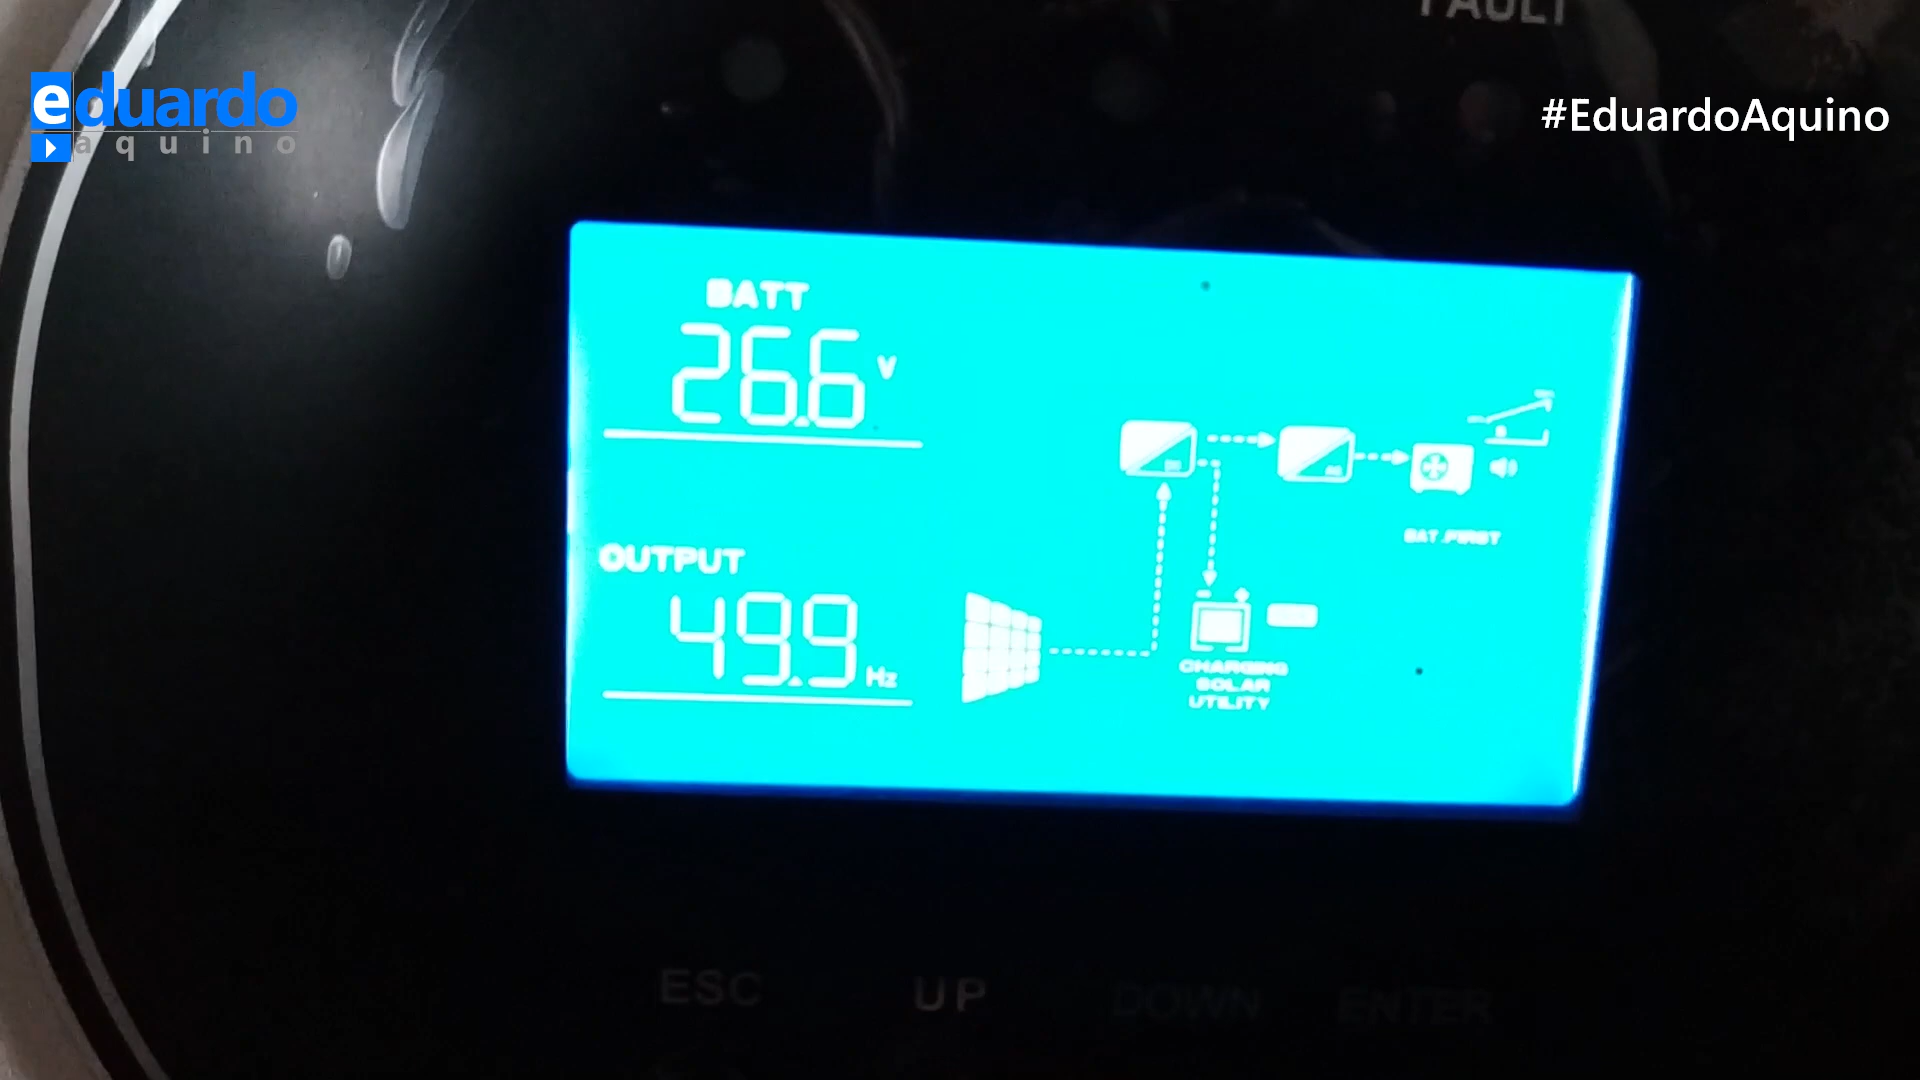 FAULT
eduardo
aquino
#EduardoAquino
BATT
26.6 V
OUTPUT
49.9 Hz
BAT.FIRST
CHARGING
SOLAR
UTILITY
ESC
UP
DOWN
ENTER